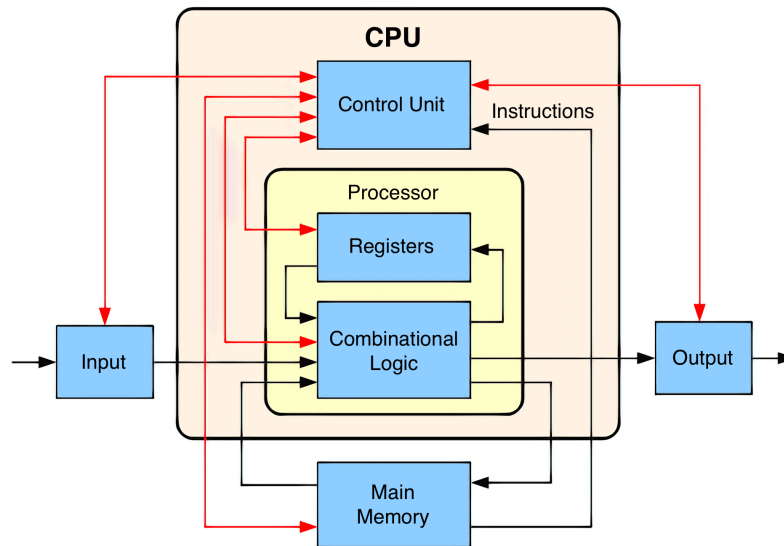 CPU
Control Unit
Instructions
Processor
Registers
Combinational
Logic
Input
Output
Main
Memory